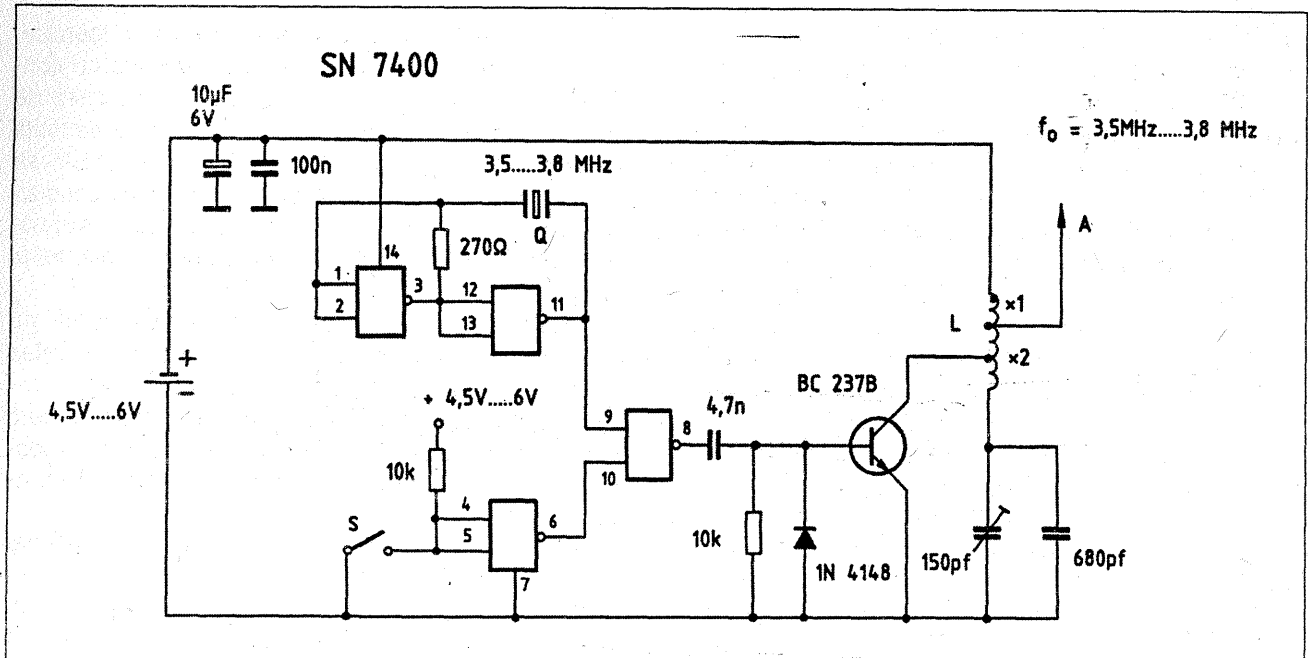 SN 7400
10µF
6V
100n
3,5.....3,8 MHz
f₀ = 3,5MHz.....3,8 MHz
Q
A
270Ω
14
1
2
3
12
13
11
×1
L
×2
+
-
4,5V.....6V
+ 4,5V.....6V
BC 237B
4,7n
9
8
10
10k
4
5
6
S
7
10k
1N 4148
150pf
680pf